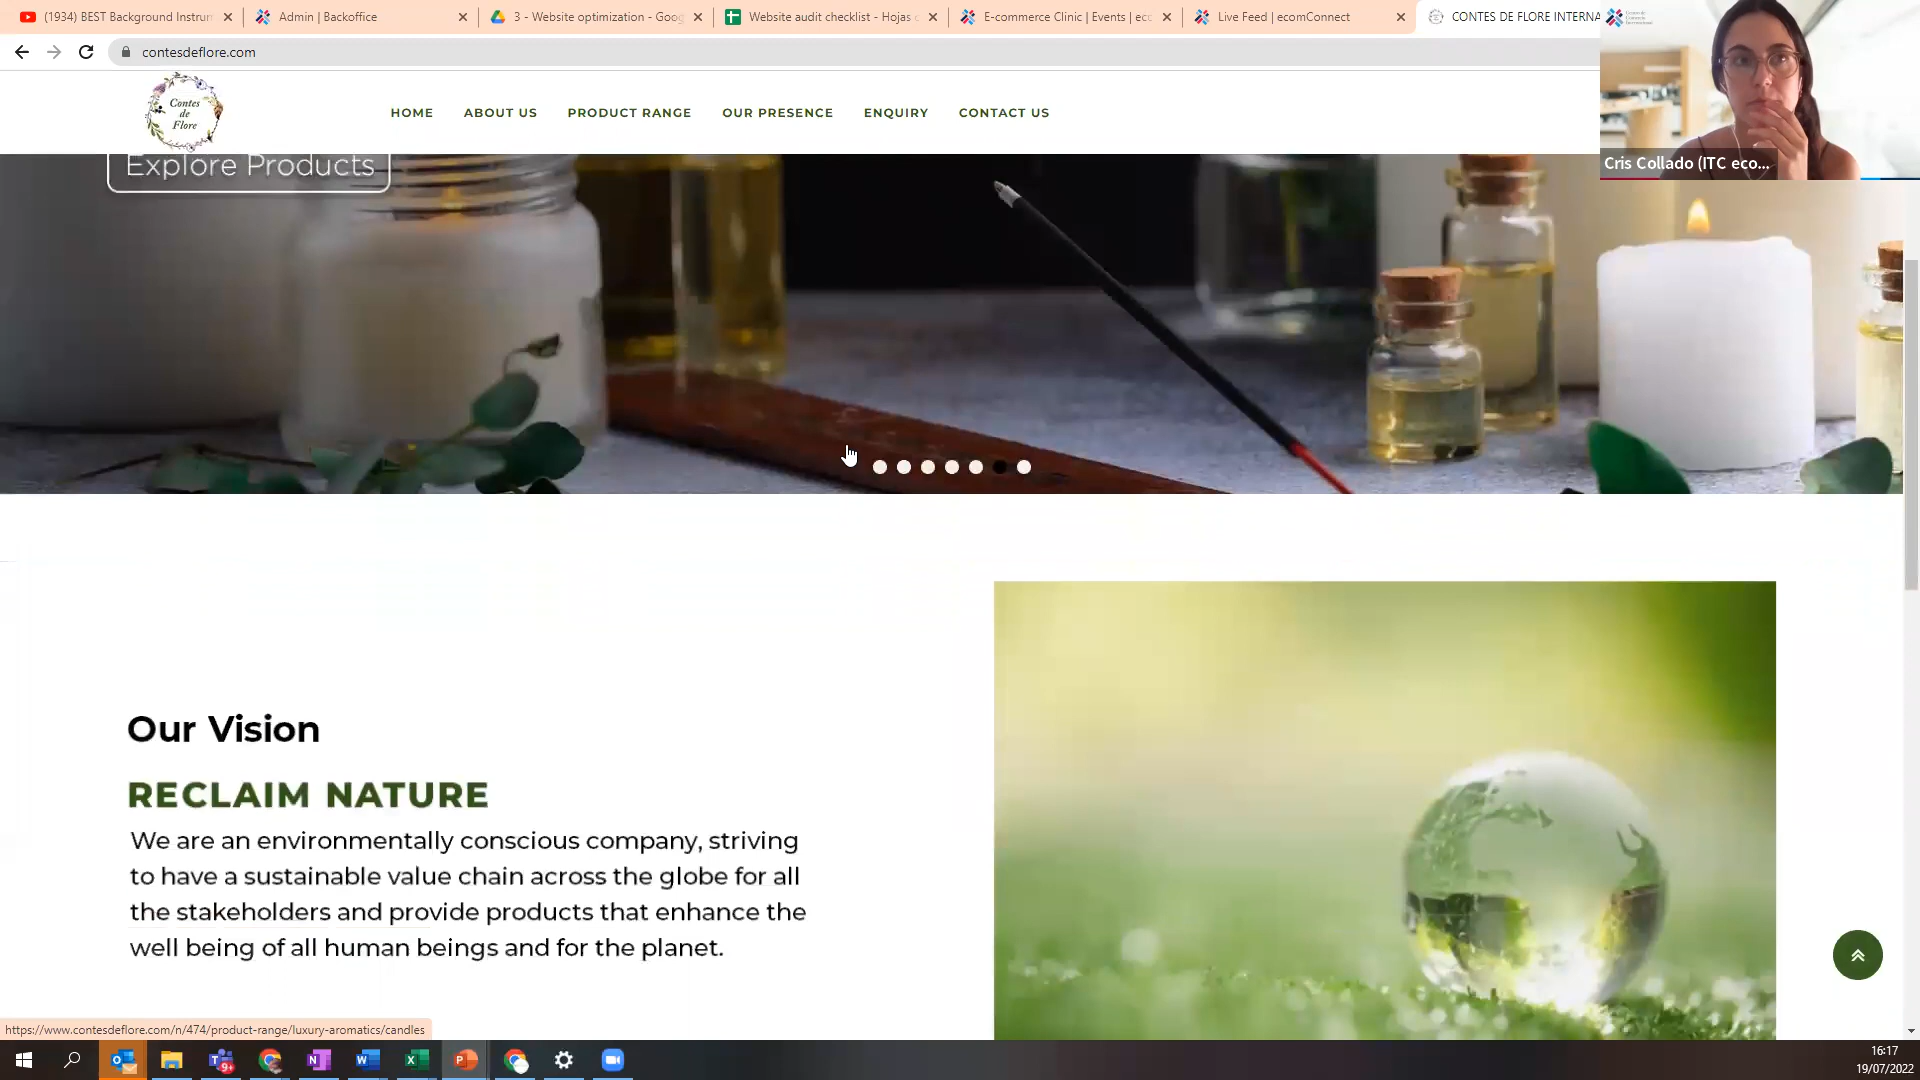 (1934) BEST Background Instrum
Admin | Backoffice
3 - Website optimization - Goog
Website audit checklist - Hojas
E-commerce Clinic | Events | ec
Live Feed | ecomConnect
CONTES DE FLORE INTERNA
contesdeflore.com
Contes
de
Flore
HOME
ABOUT US
PRODUCT RANGE
OUR PRESENCE
ENQUIRY
CONTACT US
Cris Collado (ITC eco...
Explore Products
Our Vision
RECLAIM NATURE
We are an environmentally conscious company, striving
to have a sustainable value chain across the globe for all
the stakeholders and provide products that enhance the
well being of all human beings and for the planet.
https://www.contesdeflore.com/n/474/product-range/luxury-aromatics/candles
9+
16:17
19/07/2022